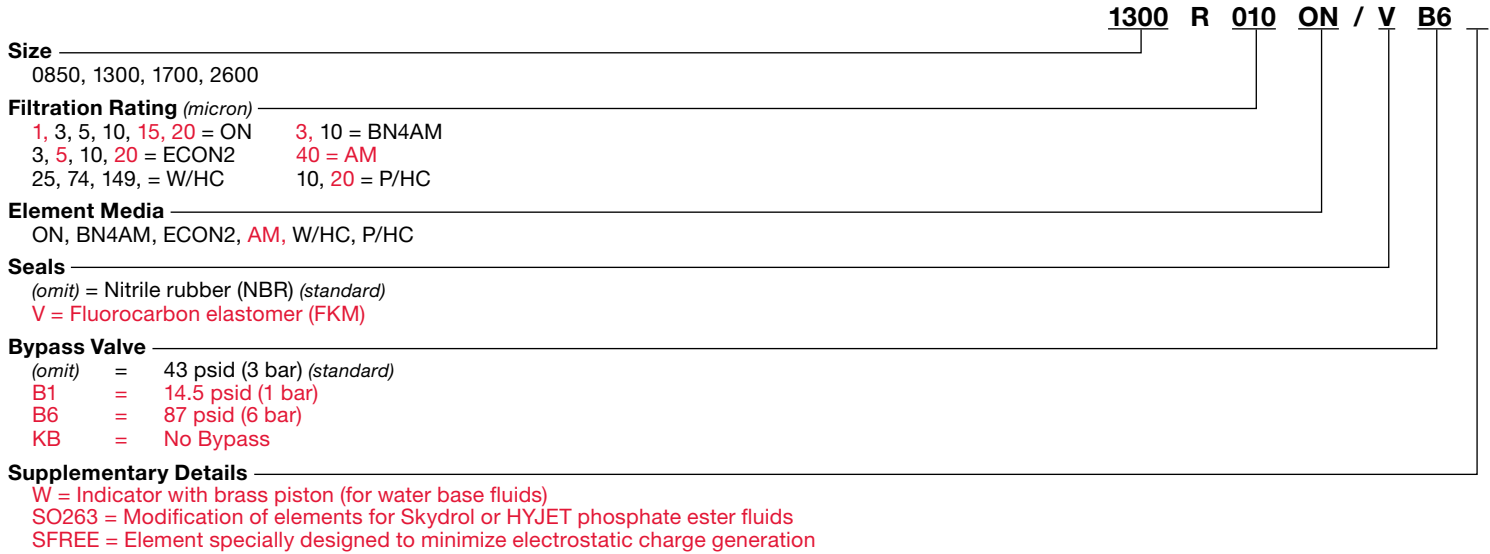 1300 R 010 ON / V B6 _
Size
0850, 1300, 1700, 2600
Filtration Rating (micron)
1, 3, 5, 10, 15, 20 = ON 3, 10 = BN4AM
3, 5, 10, 20 = ECON2 40 = AM
25, 74, 149, = W/HC 10, 20 = P/HC
Element Media
ON, BN4AM, ECON2, AM, W/HC, P/HC
Seals
(omit) = Nitrile rubber (NBR) (standard)
V = Fluorocarbon elastomer (FKM)
Bypass Valve
(omit) = 43 psid (3 bar) (standard)
B1 = 14.5 psid (1 bar)
B6 = 87 psid (6 bar)
KB = No Bypass
Supplementary Details
W = Indicator with brass piston (for water base fluids)
SO263 = Modification of elements for Skydrol or HYJET phosphate ester fluids
SFREE = Element specially designed to minimize electrostatic charge generation